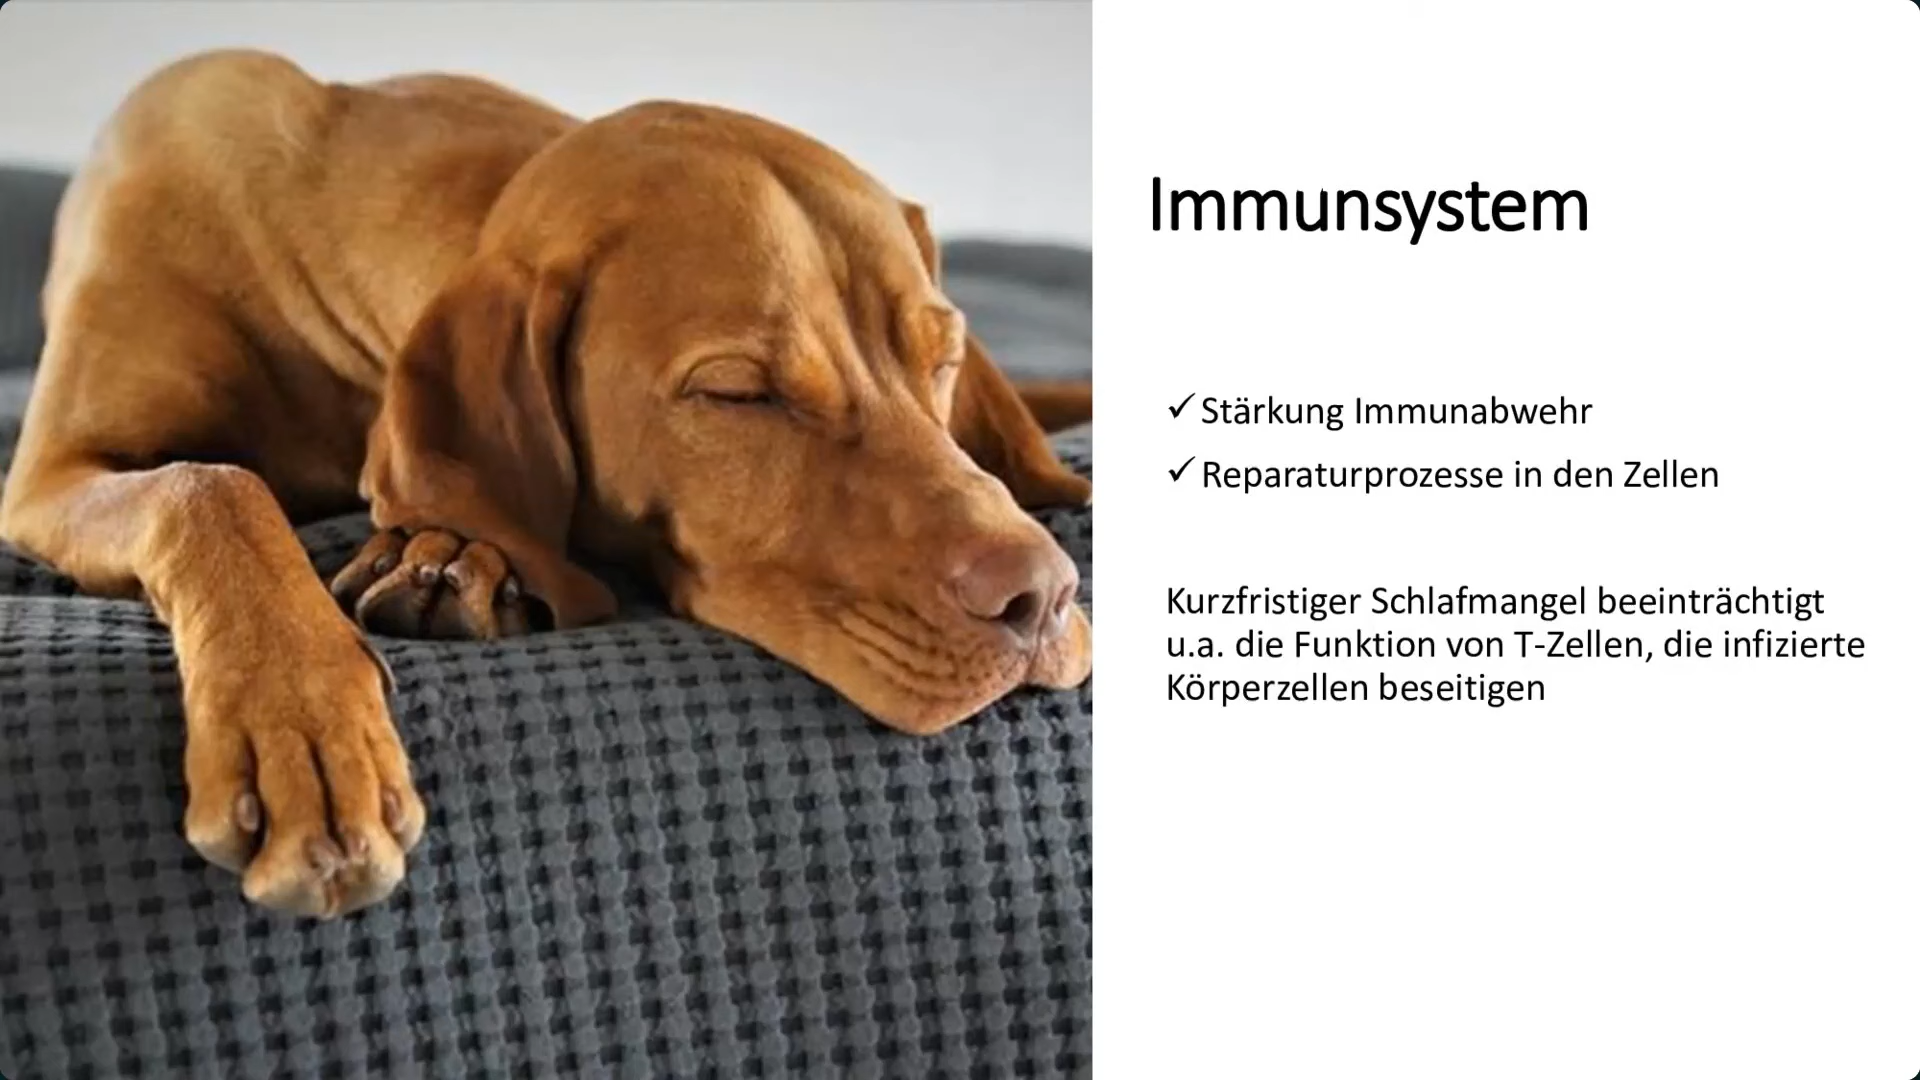 Immunsystem
✓ Stärkung Immunabwehr
✓ Reparaturprozesse in den Zellen
Kurzfristiger Schlafmangel beeinträchtigt
u.a. die Funktion von T-Zellen, die infizierte
Körperzellen beseitigen